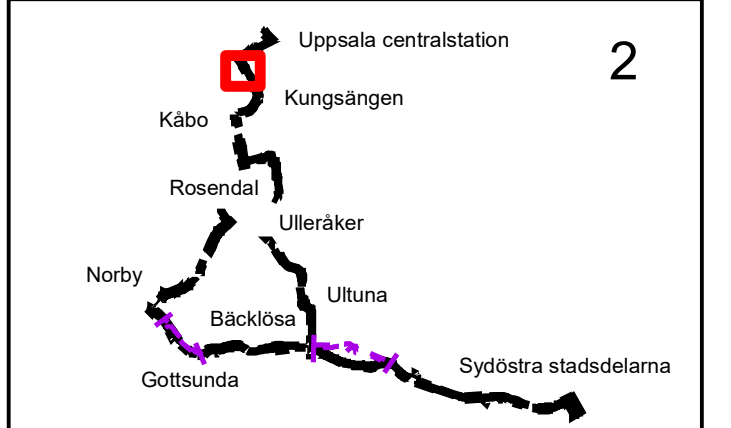 Uppsala centralstation
2
Kungsängen
Kåbo
Rosendal
Ulleråker
Norby
Ultuna
Bäcklösa
Sydöstra stadsdelarna
Gottsunda